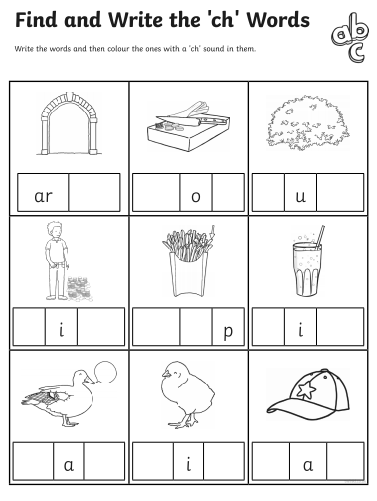 Find and Write the 'ch' Words
abc
Write the words and then colour the ones with a 'ch' sound in them.
ar
o
u
i
p
i
a
i
a